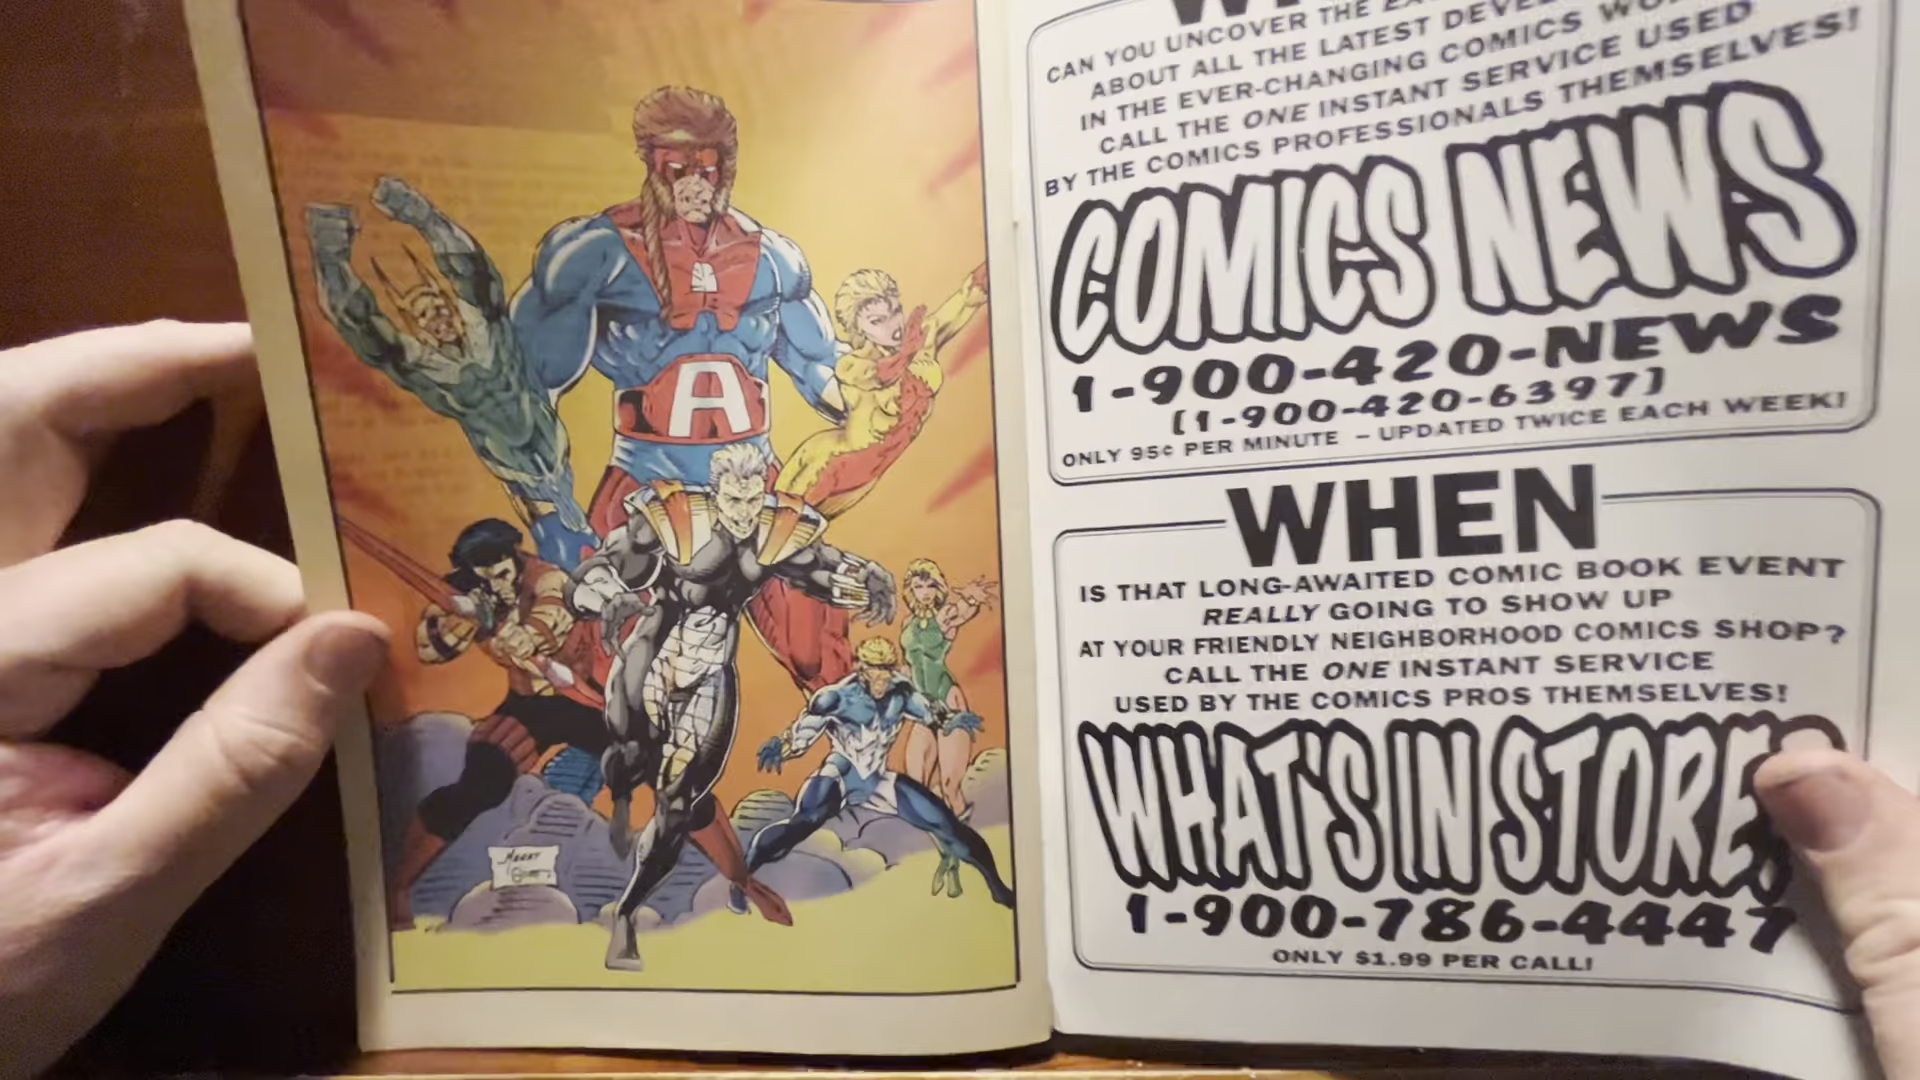 A
CAN YOU UNCOVER THE
ABOUT ALL THE LATEST
IN THE EVER-CHANGING COMICS
CALL THE ONE INSTANT SERVICE USED
BY THE COMICS PROFESSIONALS THEMSELVES!
COMICS NEWS
1-900-420-NEWS
(1-900-420-6397)
ONLY 95¢ PER MINUTE – UPDATED TWICE EACH WEEK!
WHEN
IS THAT LONG-AWAITED COMIC BOOK EVENT
REALLY GOING TO SHOW UP
AT YOUR FRIENDLY NEIGHBORHOOD COMICS SHOP?
CALL THE ONE INSTANT SERVICE
USED BY THE COMICS PROS THEMSELVES!
WHAT'S IN STORE
1-900-786-4447
ONLY $1.99 PER CALL!